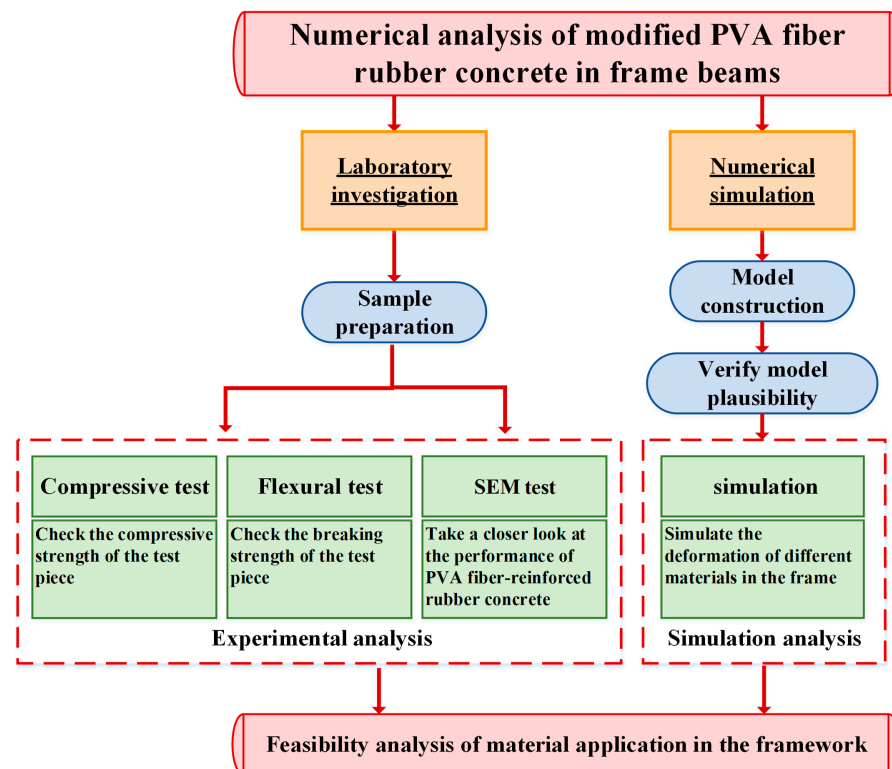 Numerical analysis of modified PVA fiber
rubber concrete in frame beams
Laboratory
investigation
Numerical
simulation
Sample
preparation
Model
construction
Verify model
plausibility
Compressive test
Check the compressive
strength of the test
piece
Flexural test
Check the breaking
strength of the test
piece
SEM test
Take a closer look at
the performance of
PVA fiber-reinforced
rubber concrete
Experimental analysis
simulation
Simulate the
deformation of different
materials in the frame
Simulation analysis
Feasibility analysis of material application in the framework